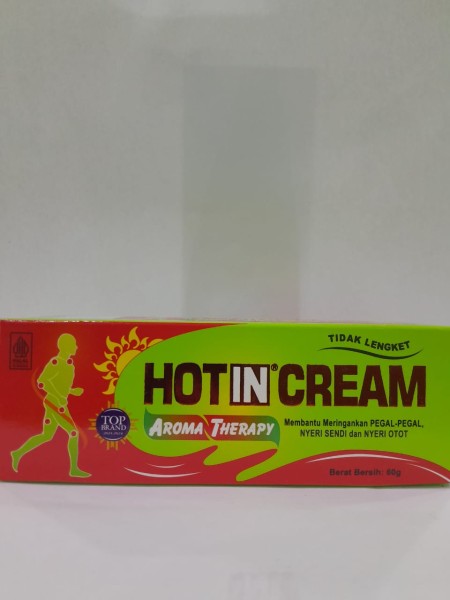 TIDAK LENGKET
HOT IN® CREAM
TOP
BRAND
AROMA THERAPY
Membantu Meringankan PEGAL-PEGAL,
NYERI SENDI dan NYERI OTOT
Berat Bersih: 60g